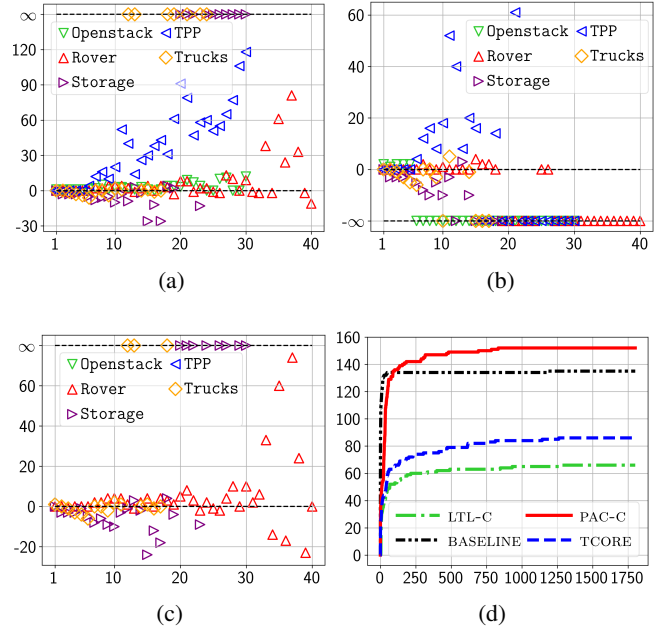 ∞
120
90
60
30
0
-30
1 10 20 30 40
Openstack TPP
Rover Trucks
Storage
(a)
60
40
20
0
-∞
1 10 20 30 40
Openstack TPP
Rover Trucks
Storage
(b)
∞
60
40
20
0
-20
1 10 20 30 40
Openstack TPP
Rover Trucks
Storage
(c)
160
140
120
100
80
60
40
20
0
0 250 500 750 1000 1250 1500 1750
LTL-C PAC-C
BASELINE TCORE
(d)